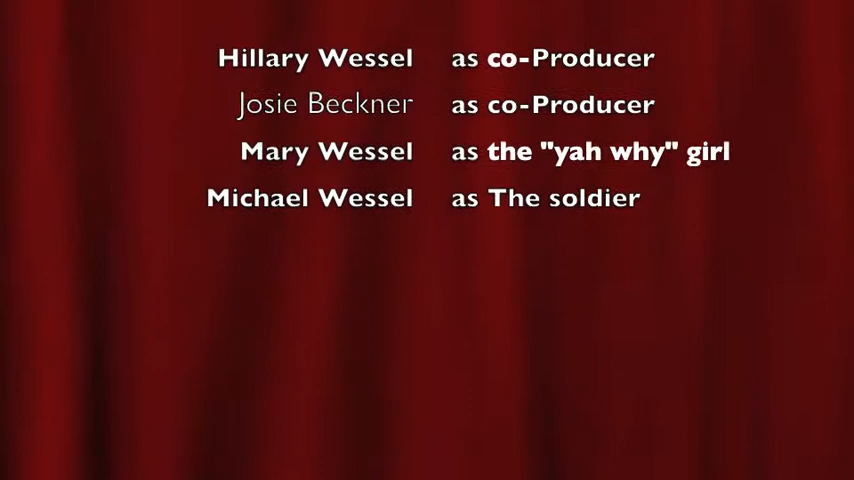 Hillary Wessel as co-Producer
Josie Beckner as co-Producer
Mary Wessel as the "yah why" girl
Michael Wessel as The soldier